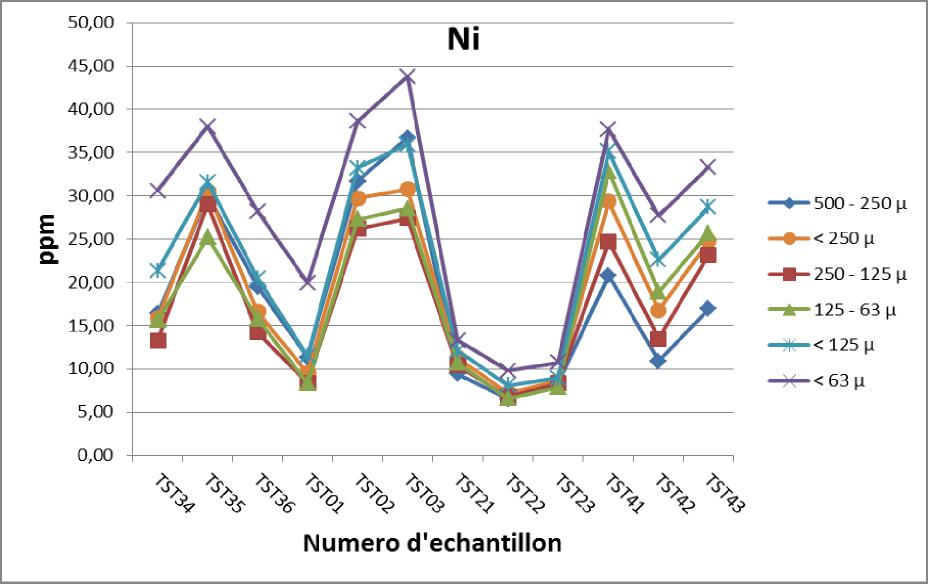 Ni
50,00
45,00
40,00
35,00
30,00
25,00
20,00
15,00
10,00
5,00
0,00
ppm
TST34
TST35
TST36
TST01
TST02
TST03
TST21
TST22
TST23
TST41
TST42
TST43
Numero d'echantillon
500 - 250 µ
< 250 µ
250 - 125 µ
125 - 63 µ
< 125 µ
< 63 µ